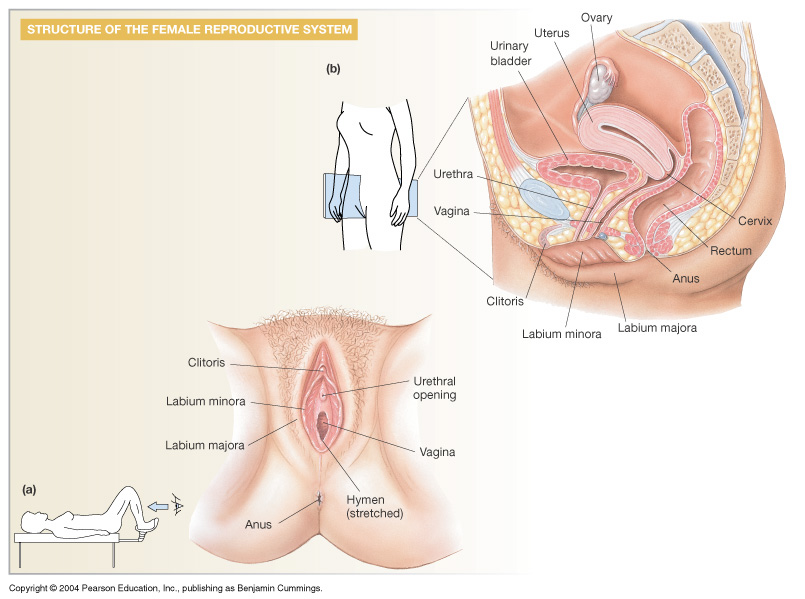 STRUCTURE OF THE FEMALE REPRODUCTIVE SYSTEM
(b)
Ovary
Uterus
Urinary
bladder
Urethra
Vagina
Cervix
Rectum
Anus
Clitoris
Labium minora
Labium majora
(a)
Clitoris
Labium minora
Labium majora
Urethral
opening
Vagina
Hymen
(stretched)
Anus
Copyright © 2004 Pearson Education, Inc., publishing as Benjamin Cummings.